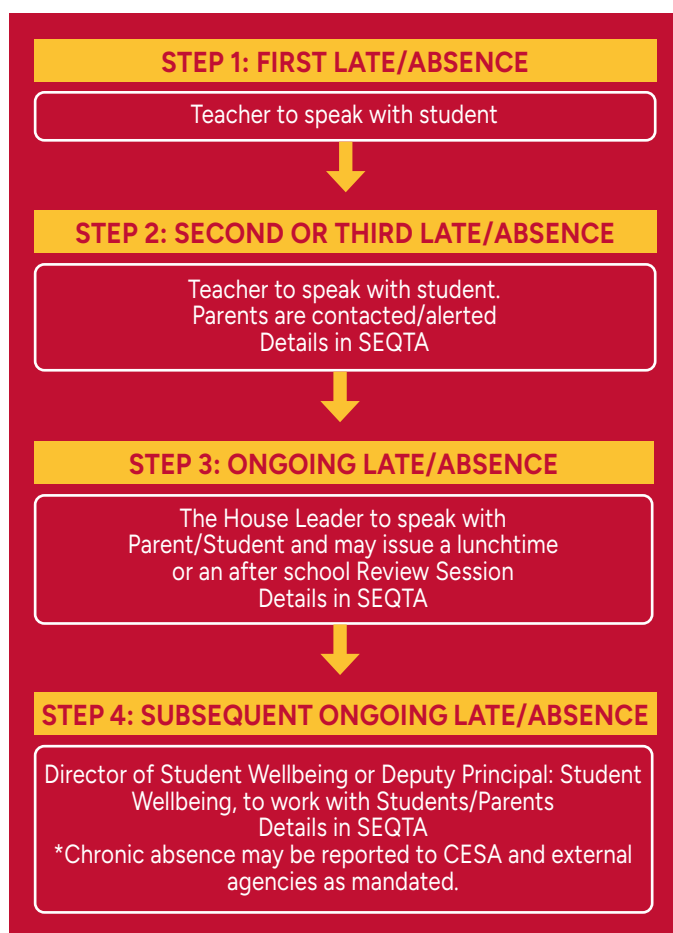 STEP 1: FIRST LATE/ABSENCE
Teacher to speak with student
STEP 2: SECOND OR THIRD LATE/ABSENCE
Teacher to speak with student.
Parents are contacted/alerted
Details in SEQTA
STEP 3: ONGOING LATE/ABSENCE
The House Leader to speak with
Parent/Student and may issue a lunchtime
or an after school Review Session
Details in SEQTA
STEP 4: SUBSEQUENT ONGOING LATE/ABSENCE
Director of Student Wellbeing or Deputy Principal: Student
Wellbeing, to work with Students/Parents
Details in SEQTA
*Chronic absence may be reported to CESA and external
agencies as mandated.